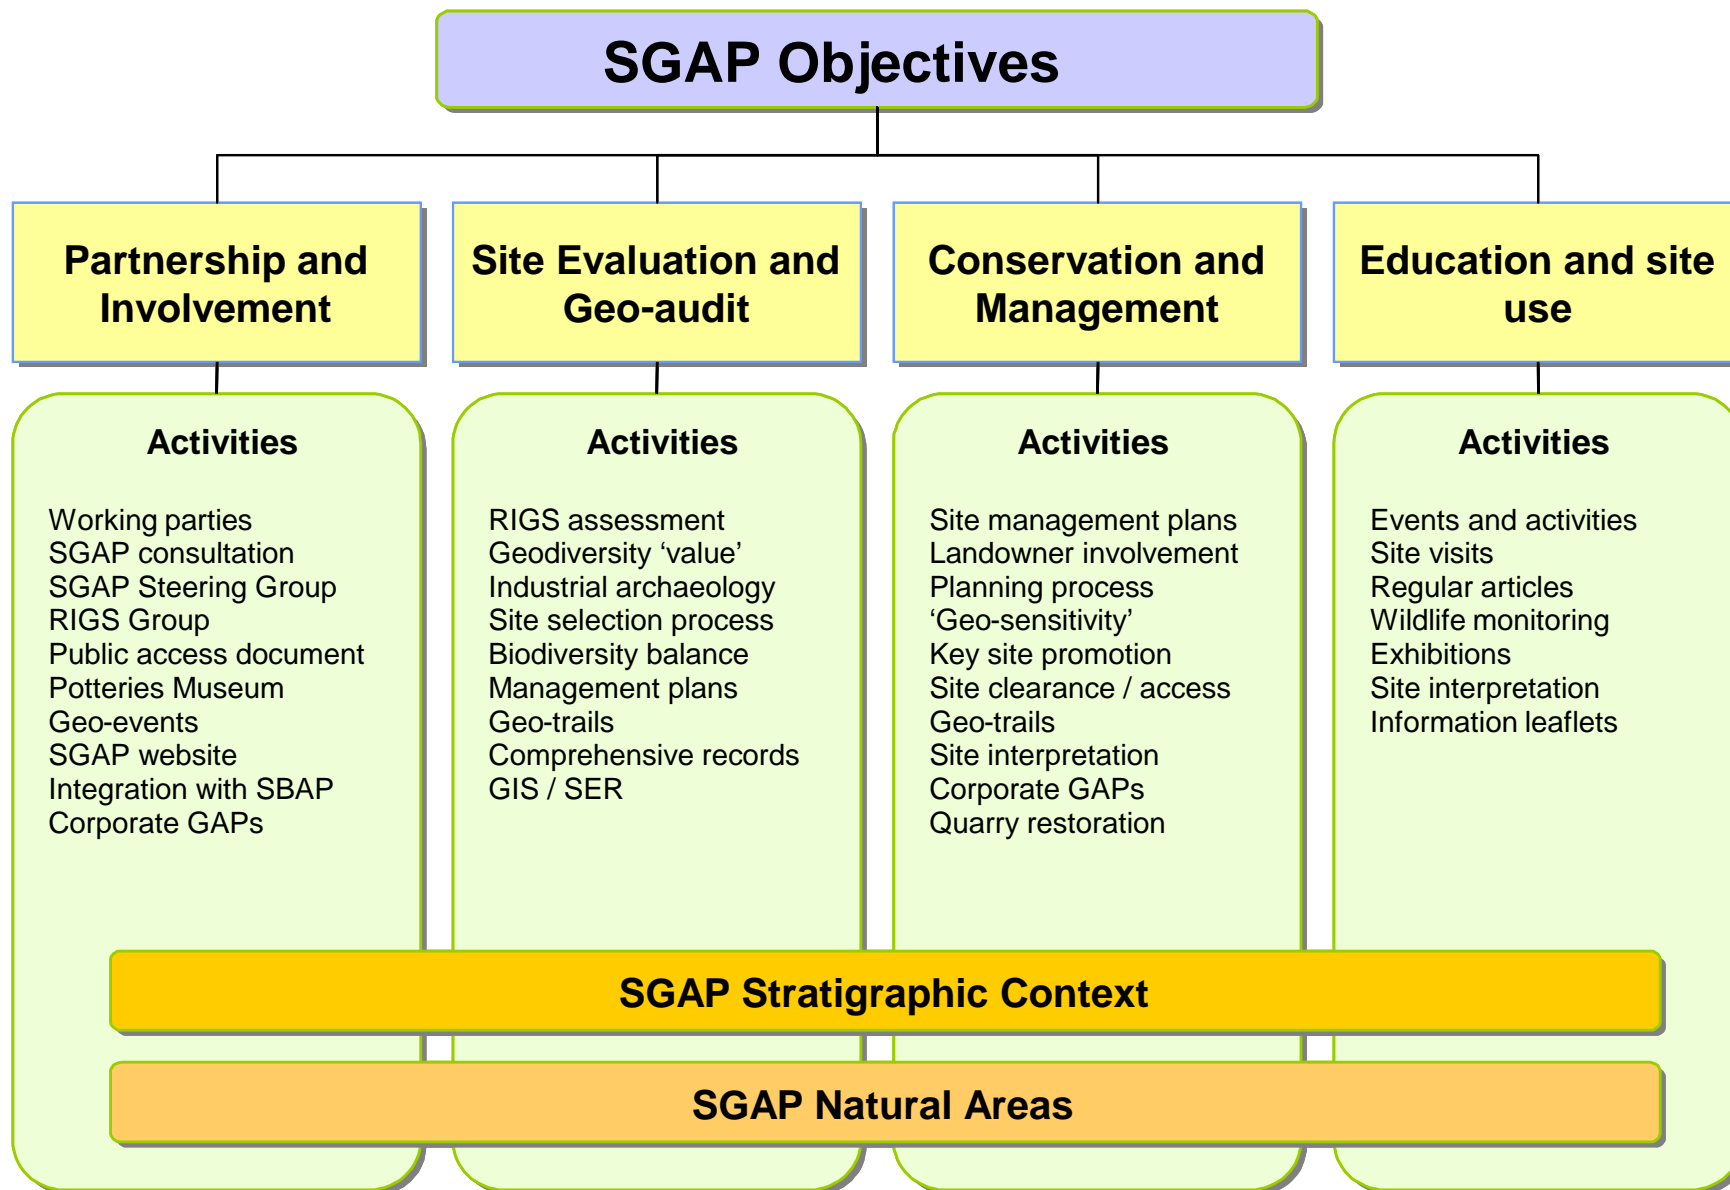 SGAP Objectives
Partnership and
Involvement
Site Evaluation and
Geo-audit
Conservation and
Management
Education and site
use
Activities
Working parties
SGAP consultation
SGAP Steering Group
RIGS Group
Public access document
Potteries Museum
Geo-events
SGAP website
Integration with SBAP
Corporate GAPs
Activities
RIGS assessment
Geodiversity ‘value’
Industrial archaeology
Site selection process
Biodiversity balance
Management plans
Geo-trails
Comprehensive records
GIS / SER
Activities
Site management plans
Landowner involvement
Planning process
‘Geo-sensitivity’
Key site promotion
Site clearance / access
Geo-trails
Site interpretation
Corporate GAPs
Quarry restoration
Activities
Events and activities
Site visits
Regular articles
Wildlife monitoring
Exhibitions
Site interpretation
Information leaflets
SGAP Stratigraphic Context
SGAP Natural Areas